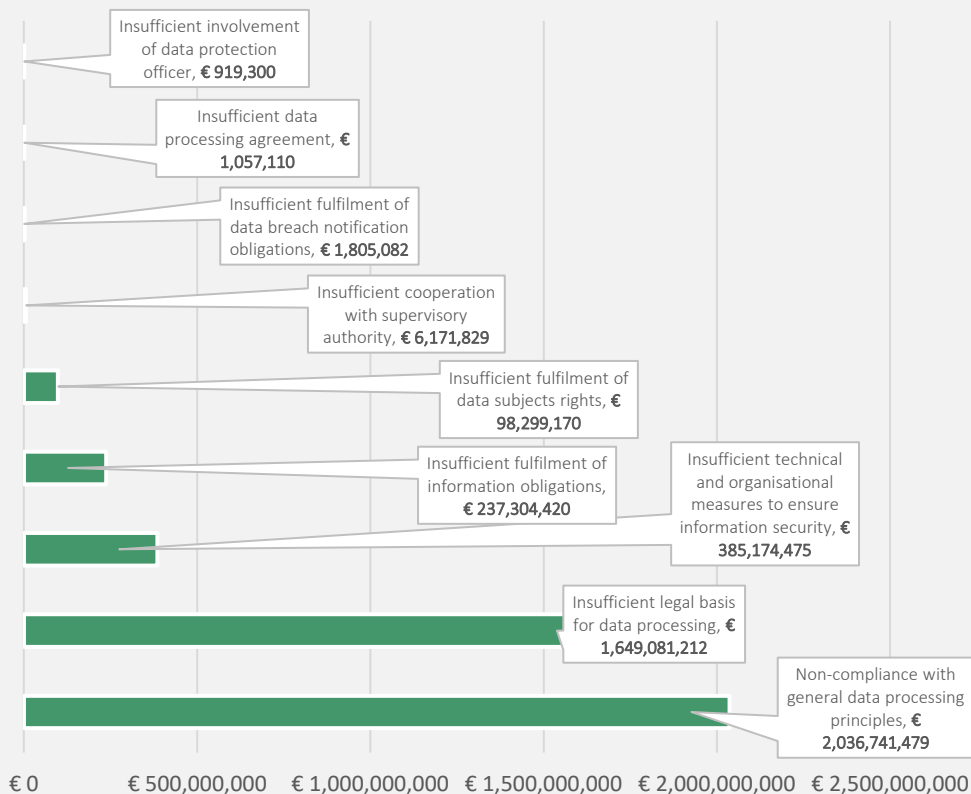 Insufficient involvement
of data protection
officer, € 919,300
Insufficient data
processing agreement, €
1,057,110
Insufficient fulfilment of
data breach notification
obligations, € 1,805,082
Insufficient cooperation
with supervisory
authority, € 6,171,829
Insufficient fulfilment of
data subjects rights, €
98,299,170
Insufficient fulfilment of
information obligations,
€ 237,304,420
Insufficient technical
and organisational
measures to ensure
information security, €
385,174,475
Insufficient legal basis
for data processing, €
1,649,081,212
Non-compliance with
general data processing
principles, €
2,036,741,479
€ 0 € 500,000,000 € 1,000,000,000 € 1,500,000,000 € 2,000,000,000 € 2,500,000,000